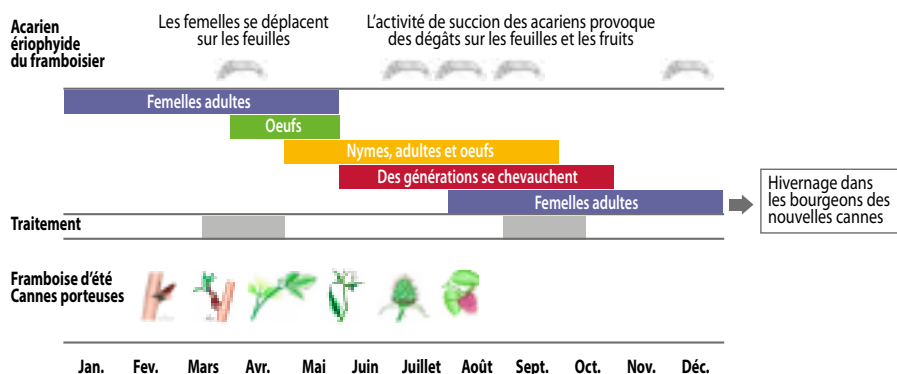 Acarien
ériophyide
du framboisier
Les femelles se déplacent
sur les feuilles
L'activité de succion des acariens provoque
des dégâts sur les feuilles et les fruits
Femelles adultes
Oeufs
Nymes, adultes et oeufs
Des générations se chevauchent
Femelles adultes
Hivernage dans
les bourgeons des
nouvelles cannes
Traitement
Framboise d'été
Cannes porteuses
Jan. Fev. Mars Avr. Mai Juin Juillet Août Sept. Oct. Nov. Déc.